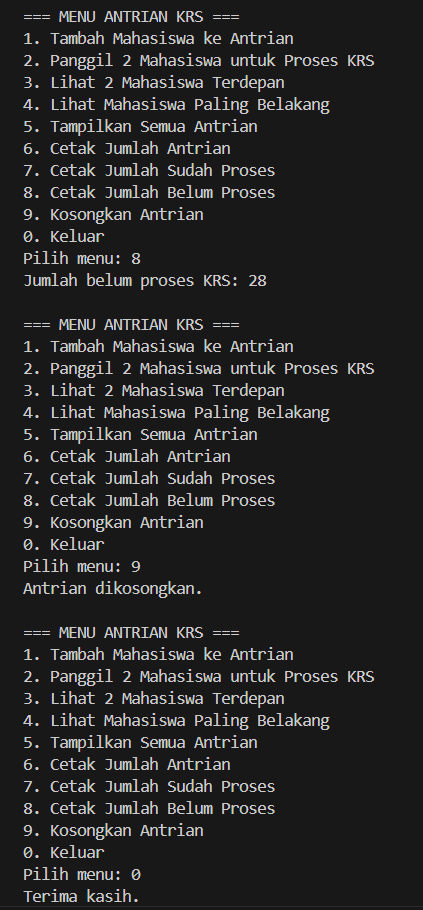 === MENU ANTRIAN KRS ===
1. Tambah Mahasiswa ke Antrian
2. Panggil 2 Mahasiswa untuk Proses KRS
3. Lihat 2 Mahasiswa Terdepan
4. Lihat Mahasiswa Paling Belakang
5. Tampilkan Semua Antrian
6. Cetak Jumlah Antrian
7. Cetak Jumlah Sudah Proses
8. Cetak Jumlah Belum Proses
9. Kosongkan Antrian
0. Keluar
Pilih menu: 8
Jumlah belum proses KRS: 28

=== MENU ANTRIAN KRS ===
1. Tambah Mahasiswa ke Antrian
2. Panggil 2 Mahasiswa untuk Proses KRS
3. Lihat 2 Mahasiswa Terdepan
4. Lihat Mahasiswa Paling Belakang
5. Tampilkan Semua Antrian
6. Cetak Jumlah Antrian
7. Cetak Jumlah Sudah Proses
8. Cetak Jumlah Belum Proses
9. Kosongkan Antrian
0. Keluar
Pilih menu: 9
Antrian dikosongkan.

=== MENU ANTRIAN KRS ===
1. Tambah Mahasiswa ke Antrian
2. Panggil 2 Mahasiswa untuk Proses KRS
3. Lihat 2 Mahasiswa Terdepan
4. Lihat Mahasiswa Paling Belakang
5. Tampilkan Semua Antrian
6. Cetak Jumlah Antrian
7. Cetak Jumlah Sudah Proses
8. Cetak Jumlah Belum Proses
9. Kosongkan Antrian
0. Keluar
Pilih menu: 0
Terima kasih.